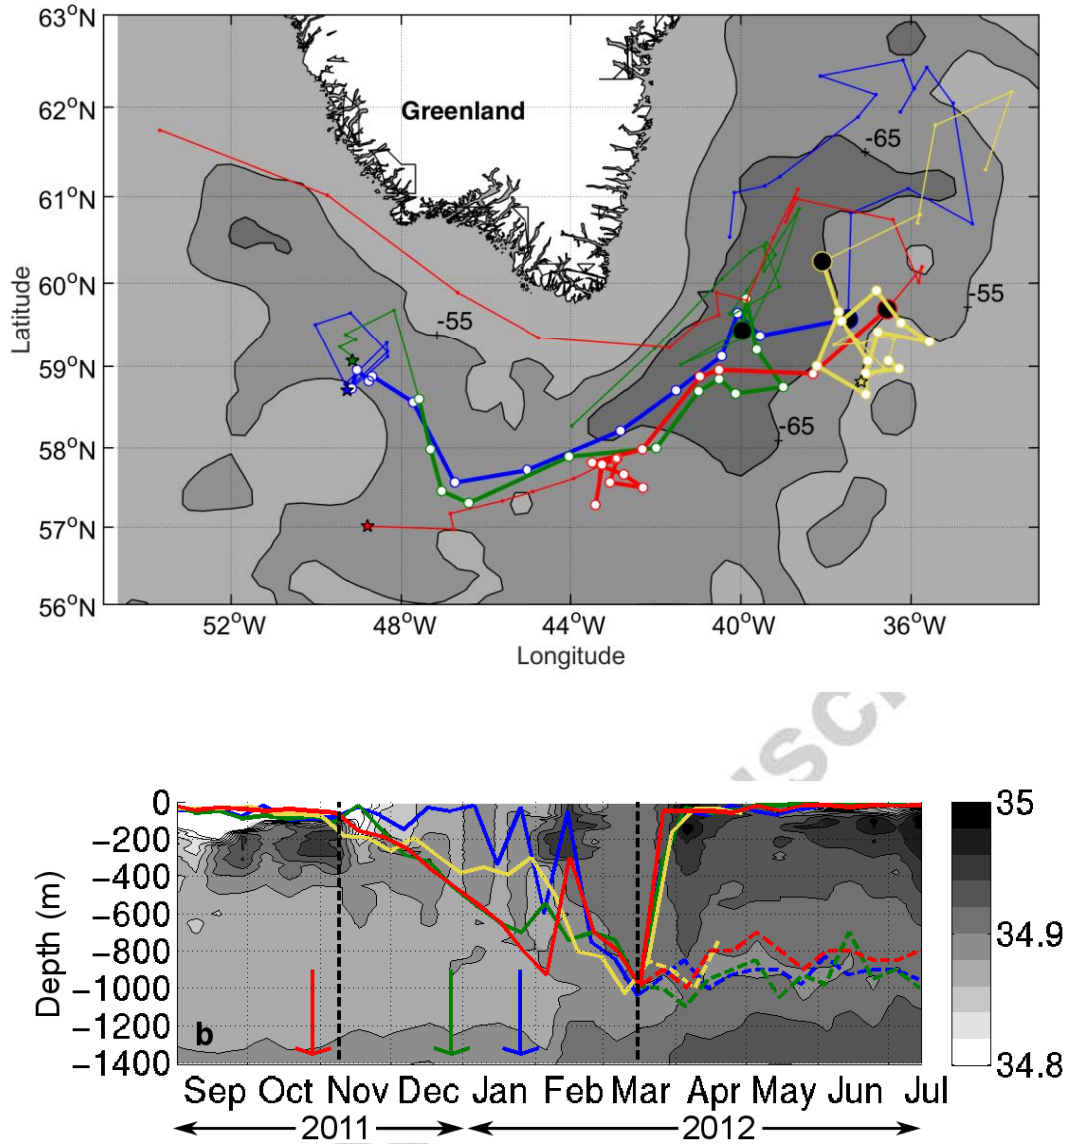 63°N
62°N
61°N
60°N
59°N
58°N
57°N
56°N
Latitude
Greenland
-65
-55
-55
-65
52°W 48°W 44°W 40°W 36°W
Longitude
0
−200
−400
−600
−800
−1000
−1200
−1400
Depth (m)
b
35
34.9
34.8
Sep Oct Nov Dec Jan Feb Mar Apr May Jun Jul
2011 2012